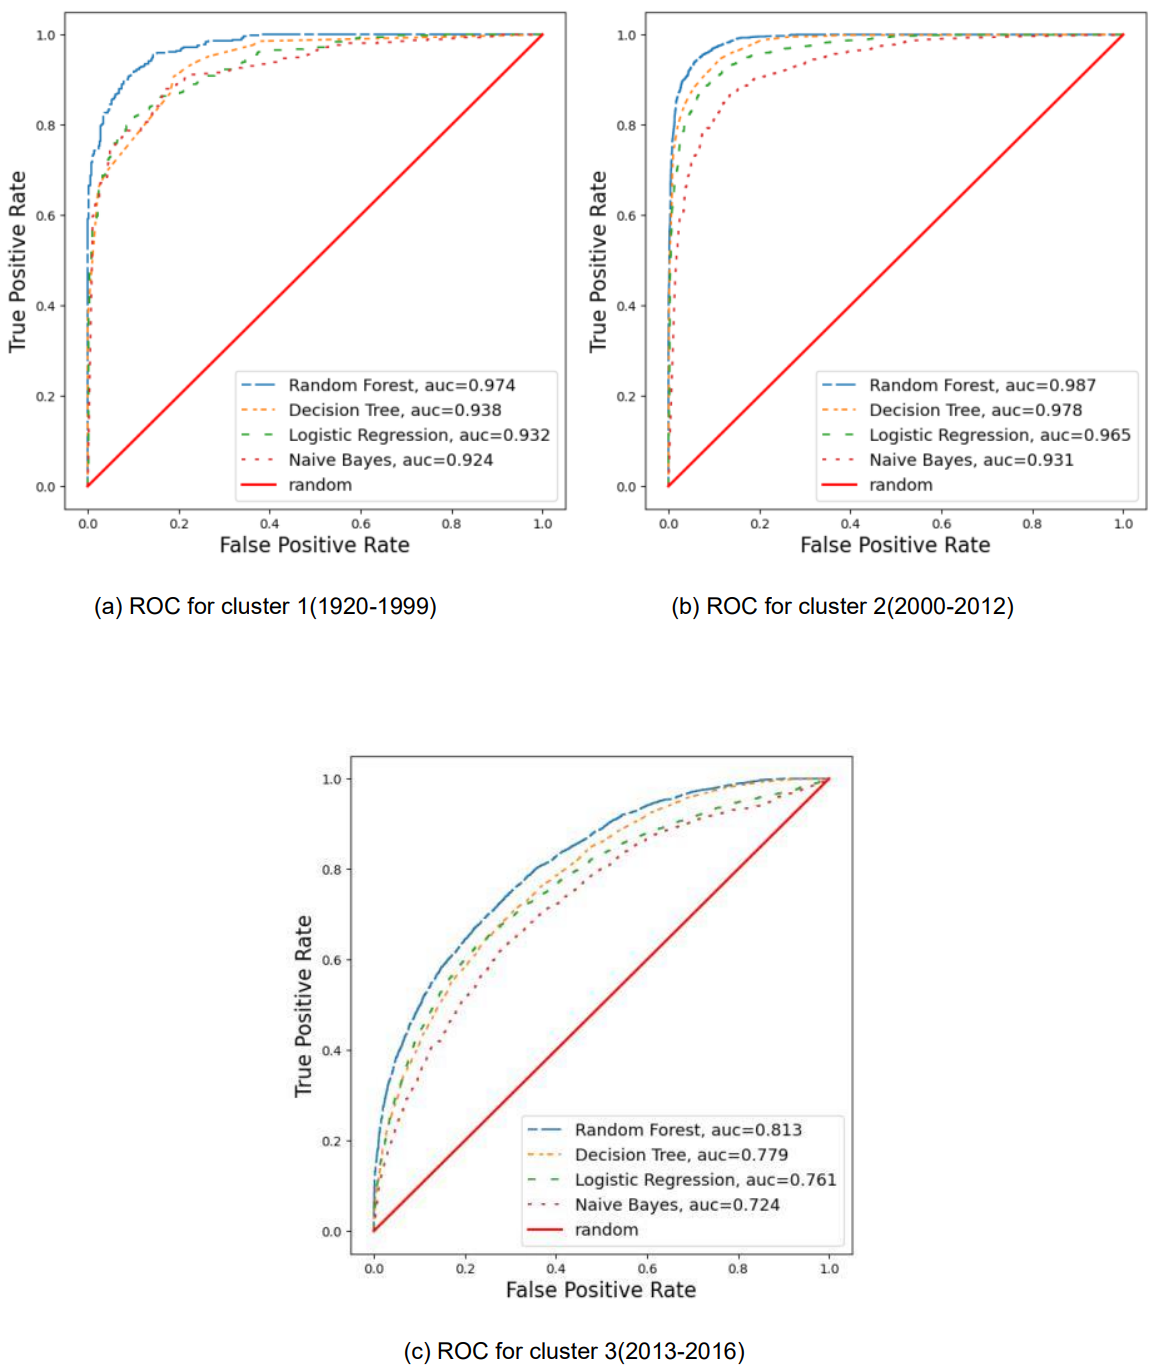 True Positive Rate
1.0
0.8
0.6
0.4
0.2
0.0
Random Forest, auc=0.974
Decision Tree, auc=0.938
Logistic Regression, auc=0.932
Naive Bayes, auc=0.924
random
0.0 0.2 0.4 0.6 0.8 1.0
False Positive Rate
(a) ROC for cluster 1(1920-1999)
True Positive Rate
1.0
0.8
0.6
0.4
0.2
0.0
Random Forest, auc=0.987
Decision Tree, auc=0.978
Logistic Regression, auc=0.965
Naive Bayes, auc=0.931
random
0.0 0.2 0.4 0.6 0.8 1.0
False Positive Rate
(b) ROC for cluster 2(2000-2012)
True Positive Rate
1.0
0.8
0.6
0.4
0.2
0.0
Random Forest, auc=0.813
Decision Tree, auc=0.779
Logistic Regression, auc=0.761
Naive Bayes, auc=0.724
random
0.0 0.2 0.4 0.6 0.8 1.0
False Positive Rate
(c) ROC for cluster 3(2013-2016)